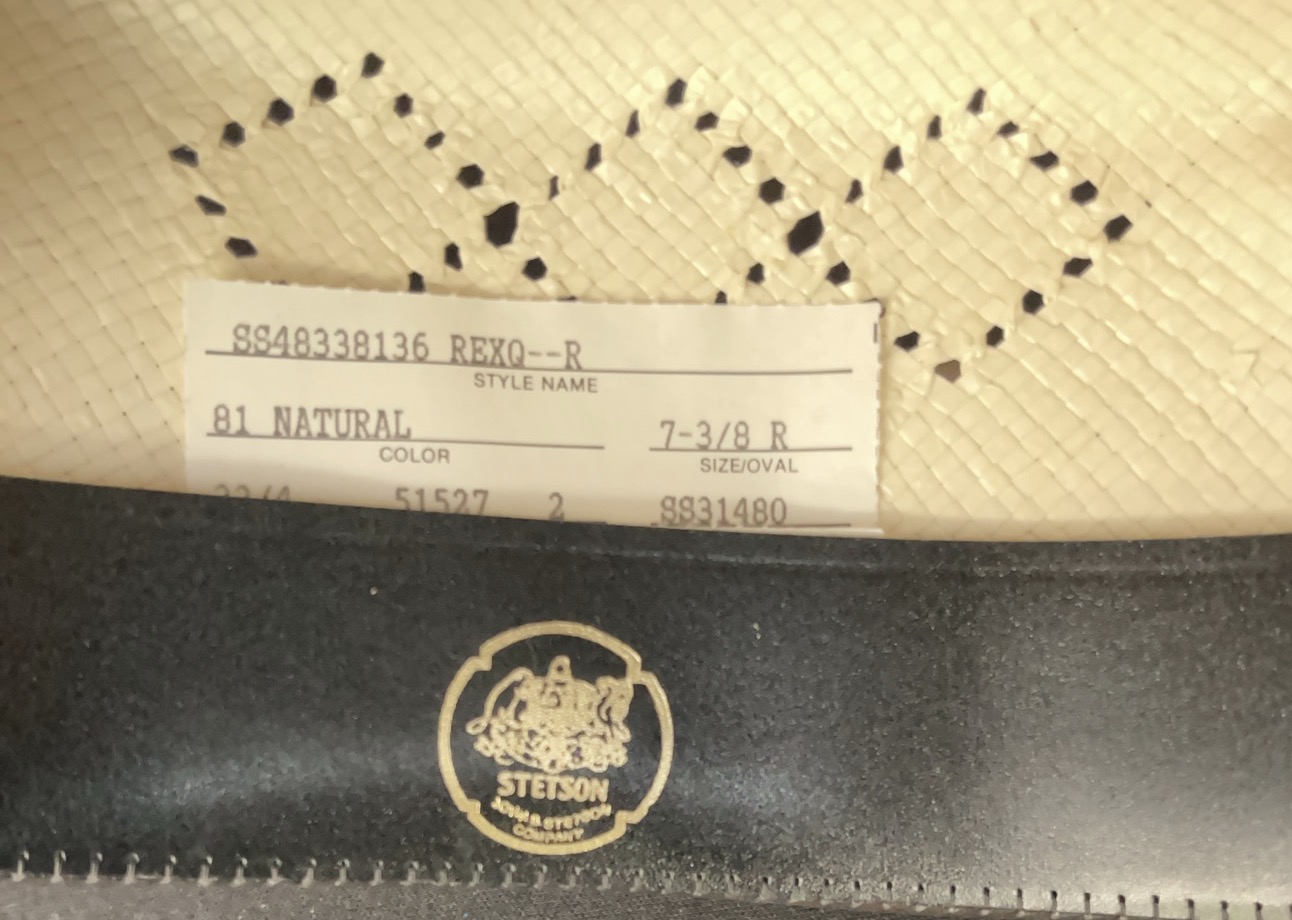 SS48338136 REXQ--R
STYLE NAME
81 NATURAL 7-3/8 R
COLOR SIZE/OVAL
51527 2 SS31480
STETSON
JOHN B. STETSON
COMPANY